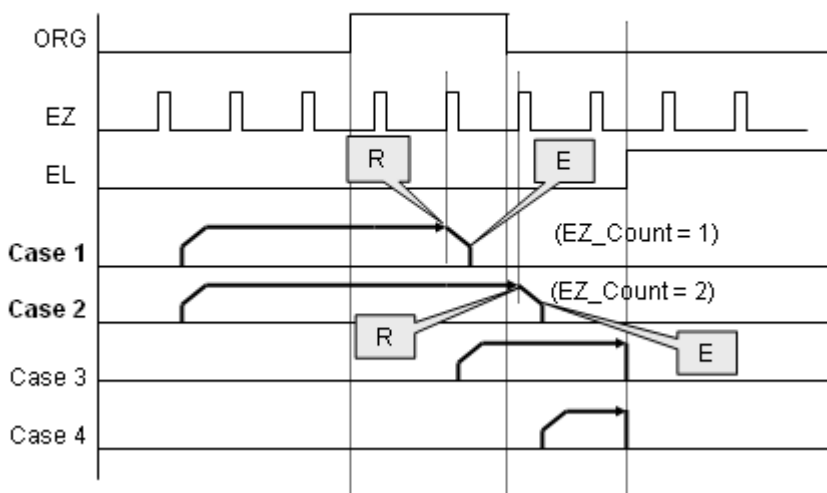 ORG
EZ
EL
R
E
Case 1
(EZ_Count = 1)
Case 2
(EZ_Count = 2)
R
E
Case 3
Case 4